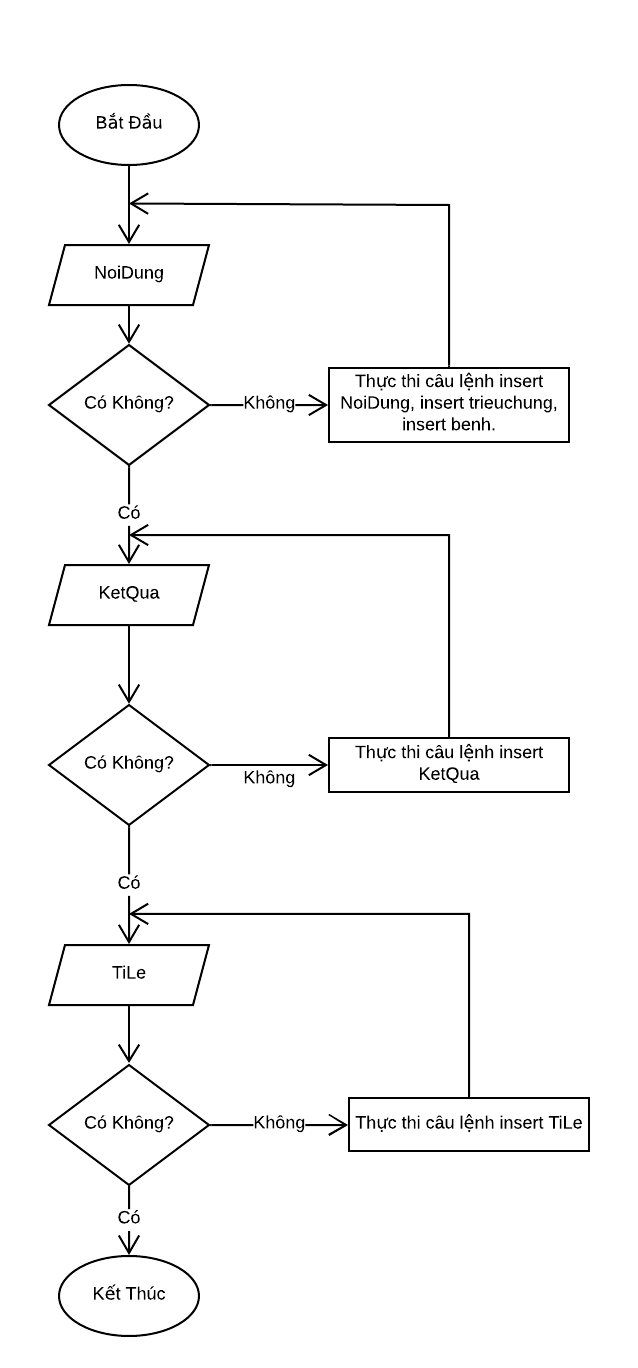 Bắt Đầu
NoiDung
Có Không?
Không
Thực thi câu lệnh insert
NoiDung, insert trieuchung,
insert benh.
Có
KetQua
Có Không?
Không
Thực thi câu lệnh insert
KetQua
Có
TiLe
Có Không?
Không
Thực thi câu lệnh insert TiLe
Có
Kết Thúc